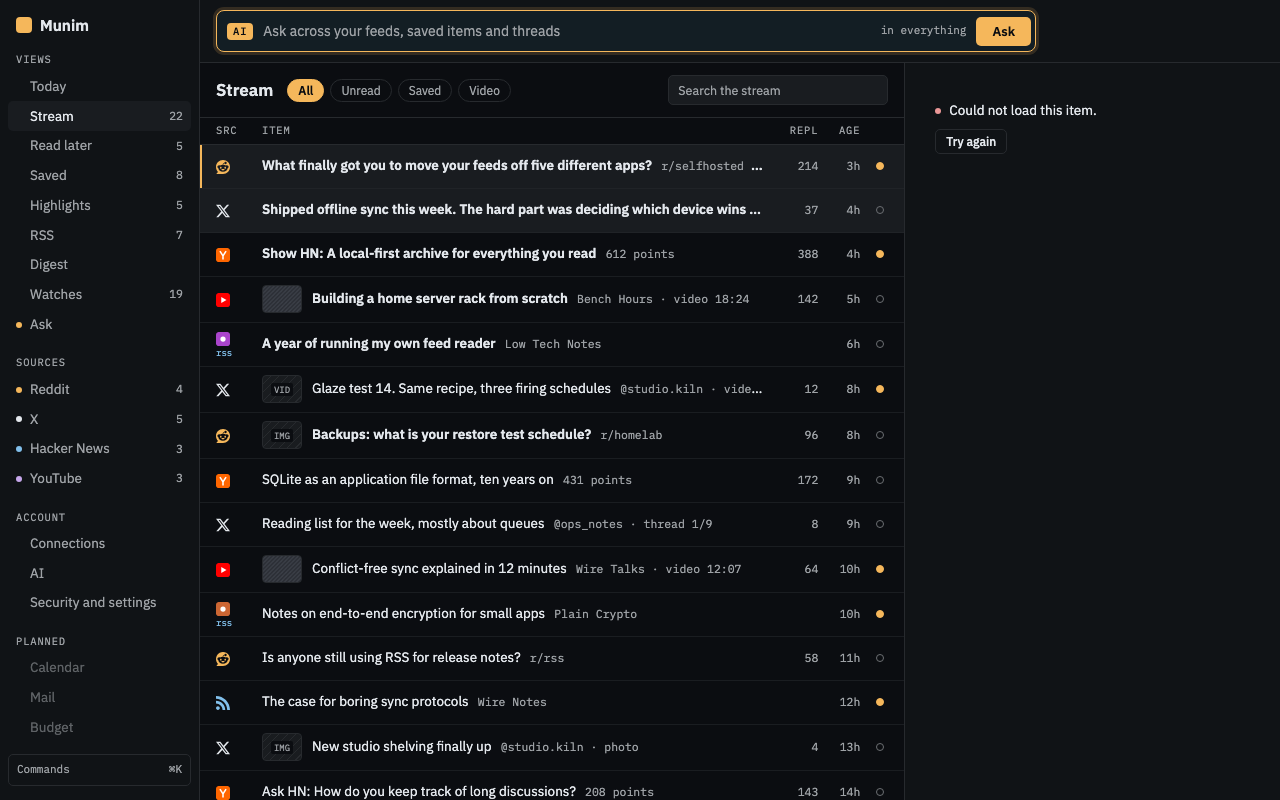 Munim
VIEWS
Today
Stream 22
Read later 5
Saved 8
Highlights 5
RSS 7
Digest
Watches 19
Ask
SOURCES
Reddit 4
X 5
Hacker News 3
YouTube 3
ACCOUNT
Connections
AI
Security and settings
PLANNED
Calendar
Mail
Budget
Commands ⌘K
AI Ask across your feeds, saved items and threads in everything Ask
Stream All Unread Saved Video Search the stream
SRC ITEM REPL AGE
What finally got you to move your feeds off five different apps? r/selfhosted … 214 3h
Shipped offline sync this week. The hard part was deciding which device wins … 37 4h
Show HN: A local-first archive for everything you read 612 points 388 4h
Building a home server rack from scratch Bench Hours · video 18:24 142 5h
rss A year of running my own feed reader Low Tech Notes 6h
VID Glaze test 14. Same recipe, three firing schedules @studio.kiln · vide… 12 8h
IMG Backups: what is your restore test schedule? r/homelab 96 8h
SQLite as an application file format, ten years on 431 points 172 9h
Reading list for the week, mostly about queues @ops_notes · thread 1/9 8 9h
Conflict-free sync explained in 12 minutes Wire Talks · video 12:07 64 10h
rss Notes on end-to-end encryption for small apps Plain Crypto 10h
Is anyone still using RSS for release notes? r/rss 58 11h
The case for boring sync protocols Wire Notes 12h
IMG New studio shelving finally up @studio.kiln · photo 4 13h
Ask HN: How do you keep track of long discussions? 208 points 143 14h
Could not load this item.
Try again